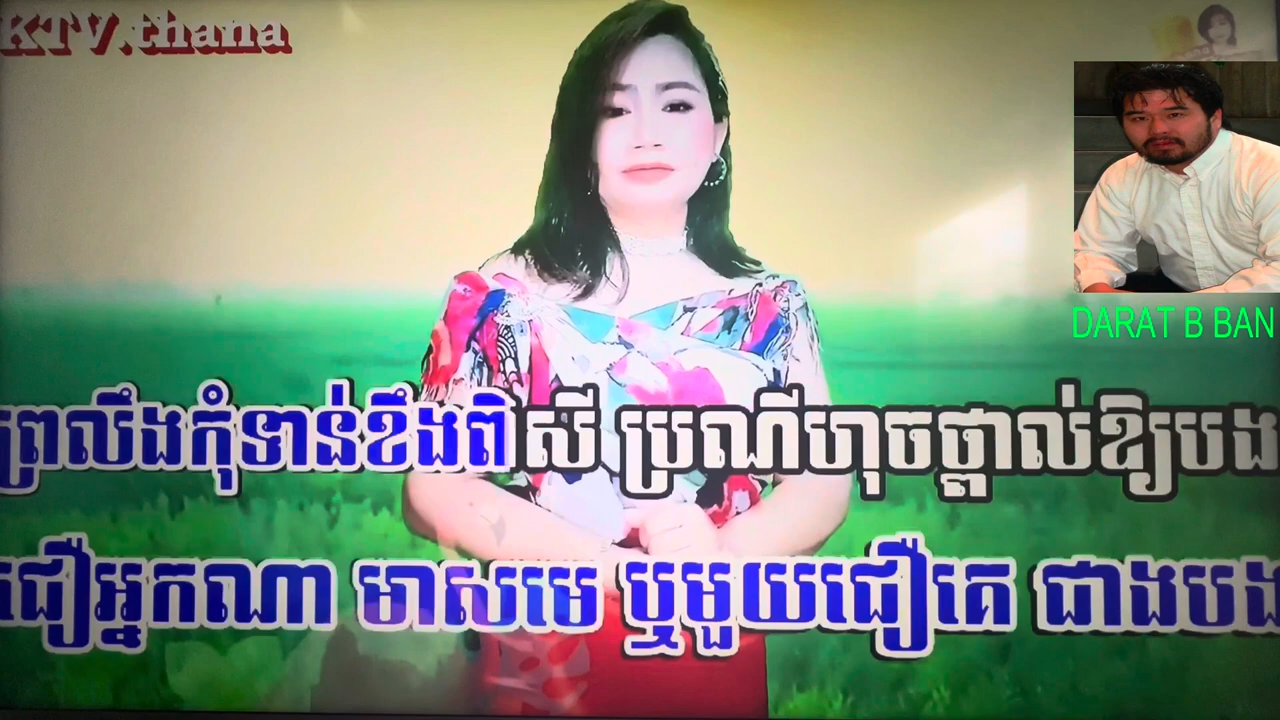 KTV.thana
DARAT B BAN
ព្រលឹងកុំទាន់ខឹងពិសី ប្រណីហុចថ្ពាល់ឱ្យបង
ជឿអ្នកណា មាសមេ ឬមួយជឿគេ ជាងបង